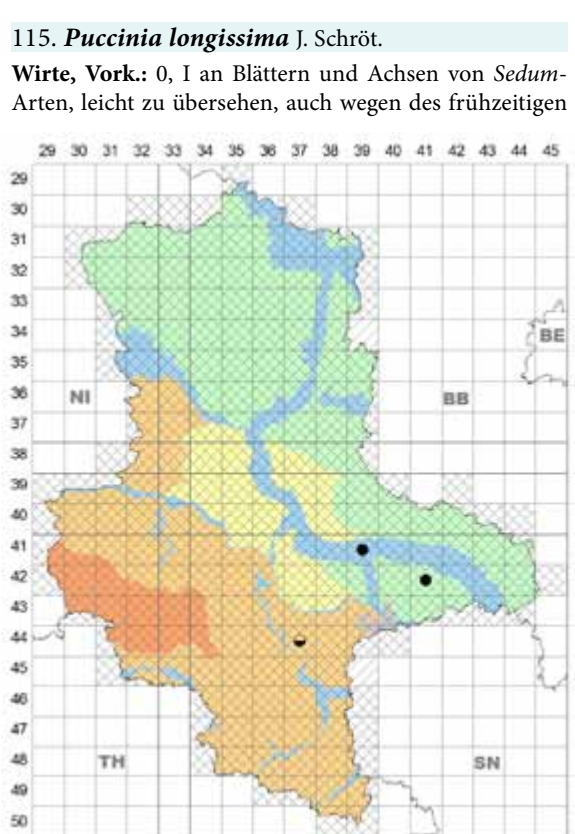 115. Puccinia longissima J. Schröt.
Wirte, Vork.: 0, I an Blättern und Achsen von Sedum-
Arten, leicht zu übersehen, auch wegen des frühzeitigen
29 30 31 32 33 34 35 36 37 38 39 40 41 42 43 44 45
29
30
31
32
33
34
BE
35
36
NI
BB
37
38
39
40
41
42
43
44
45
46
47
48
TH
SN
49
50